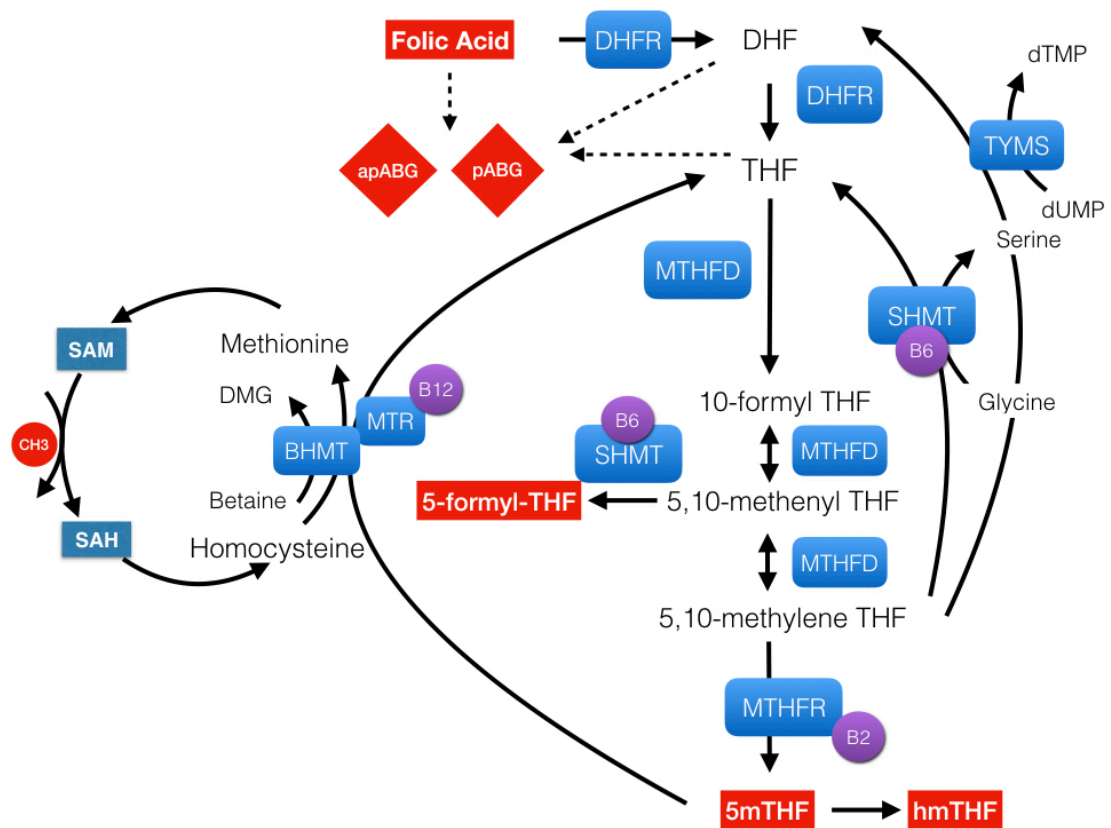 Folic Acid
DHFR
DHF
dTMP
DHFR
TYMS
apABG
pABG
THF
dUMP
Serine
MTHFD
SHMT
B6
SAM
Methionine
DMG
B12
MTR
10-formyl THF
Glycine
CH3
BHMT
B6
SHMT
MTHFD
Betaine
5-formyl-THF
5,10-methenyl THF
SAH
Homocysteine
MTHFD
5,10-methylene THF
MTHFR
B2
5mTHF
hmTHF